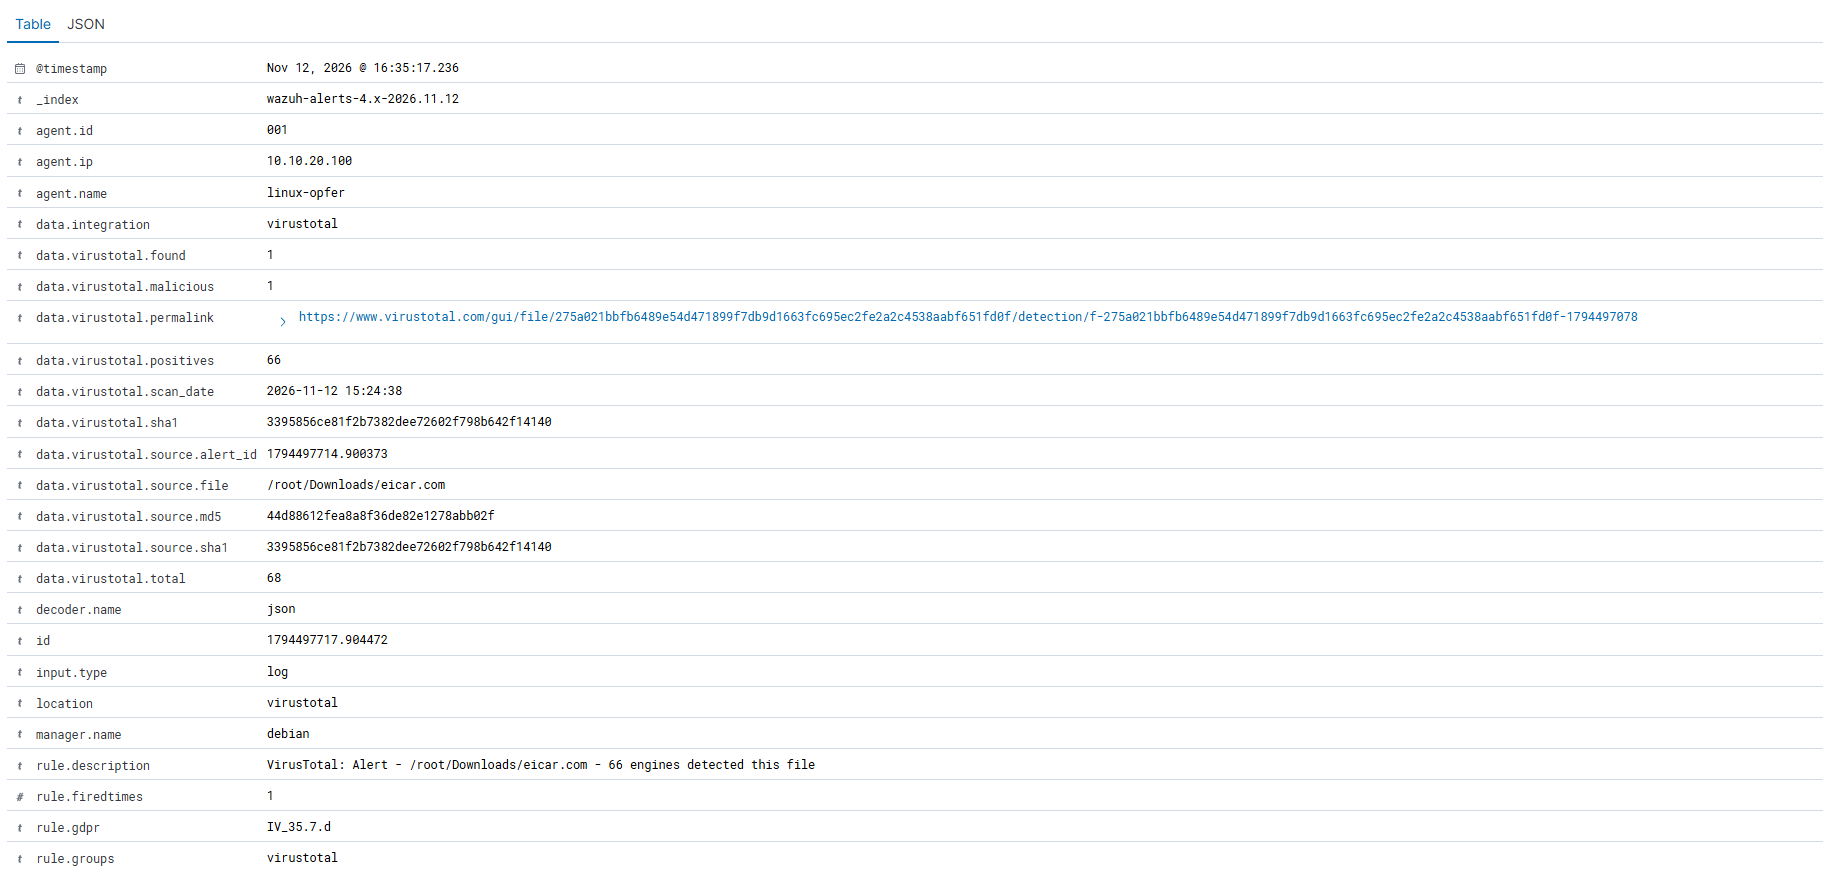 Table JSON
@timestamp Nov 12, 2026 @ 16:35:17.236
t _index wazuh-alerts-4.x-2026.11.12
t agent.id 001
t agent.ip 10.10.20.100
t agent.name linux-opfer
t data.integration virustotal
t data.virustotal.found 1
t data.virustotal.malicious 1
t data.virustotal.permalink https://www.virustotal.com/gui/file/275a021bbfb6489e54d471899f7db9d1663fc695ec2fe2a2c4538aabf651fd0f/detection/f-275a021bbfb6489e54d471899f7db9d1663fc695ec2fe2a2c4538aabf651fd0f-1794497078
t data.virustotal.positives 66
t data.virustotal.scan_date 2026-11-12 15:24:38
t data.virustotal.sha1 3395856ce81f2b7382dee72602f798b642f14140
t data.virustotal.source.alert_id 1794497714.900373
t data.virustotal.source.file /root/Downloads/eicar.com
t data.virustotal.source.md5 44d88612fea8a8f36de82e1278abb02f
t data.virustotal.source.sha1 3395856ce81f2b7382dee72602f798b642f14140
t data.virustotal.total 68
t decoder.name json
t id 1794497717.904472
t input.type log
t location virustotal
t manager.name debian
t rule.description VirusTotal: Alert - /root/Downloads/eicar.com - 66 engines detected this file
# rule.firedtimes 1
t rule.gdpr IV_35.7.d
t rule.groups virustotal